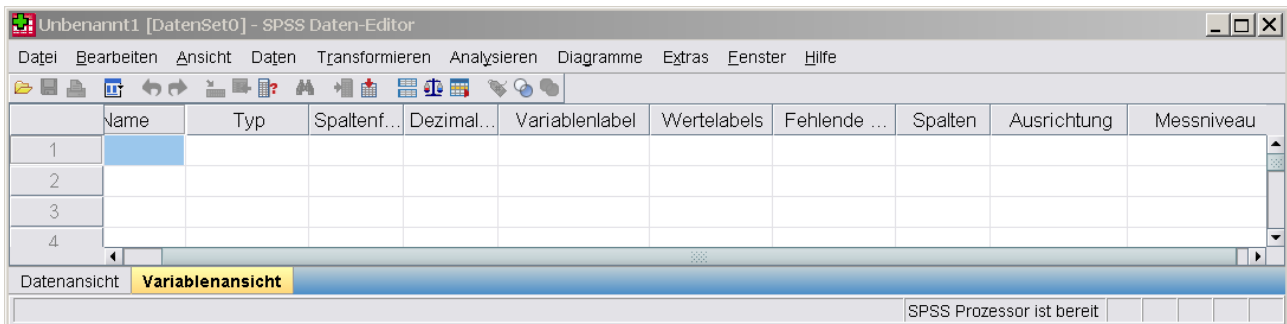 Unbenannt1 [DatenSet0] - SPSS Daten-Editor
Datei Bearbeiten Ansicht Daten Transformieren Analysieren Diagramme Extras Fenster Hilfe
Name Typ Spaltenf... Dezimal... Variablenlabel Wertelabels Fehlende ... Spalten Ausrichtung Messniveau
1
2
3
4
Datenansicht Variablenansicht
SPSS Prozessor ist bereit